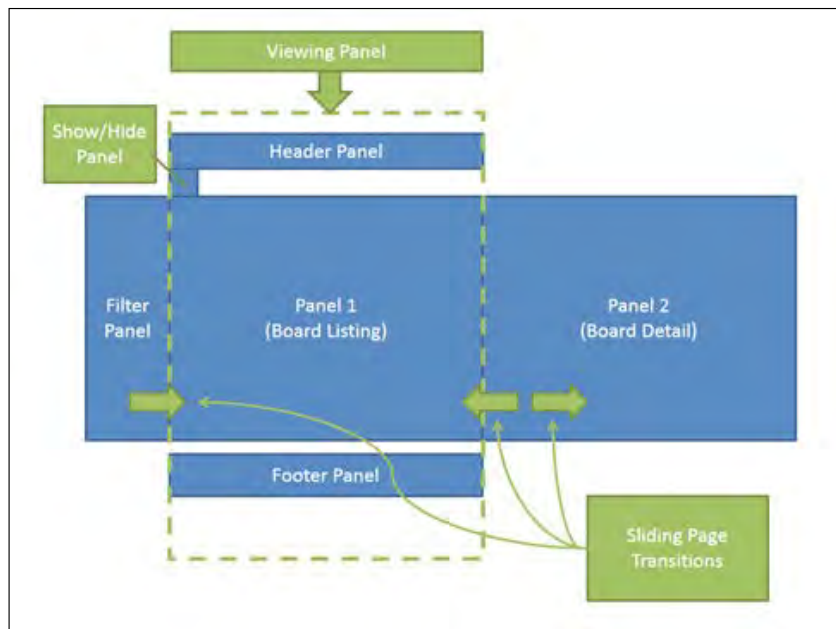 Viewing Panel
Show/Hide
Panel
Header Panel
Filter
Panel
Panel 1
(Board Listing)
Panel 2
(Board Detail)
Footer Panel
Sliding Page
Transitions